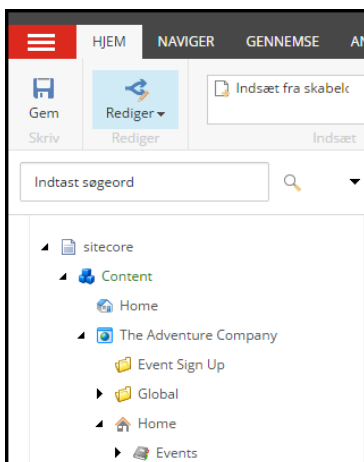 HJEM NAVIGER GENNEMSE
Gem Rediger Indsæt fra
Skriv Rediger Indsæt
Indtast søgeord
sitecore
Content
Home
The Adventure Company
Event Sign Up
Global
Home
Events